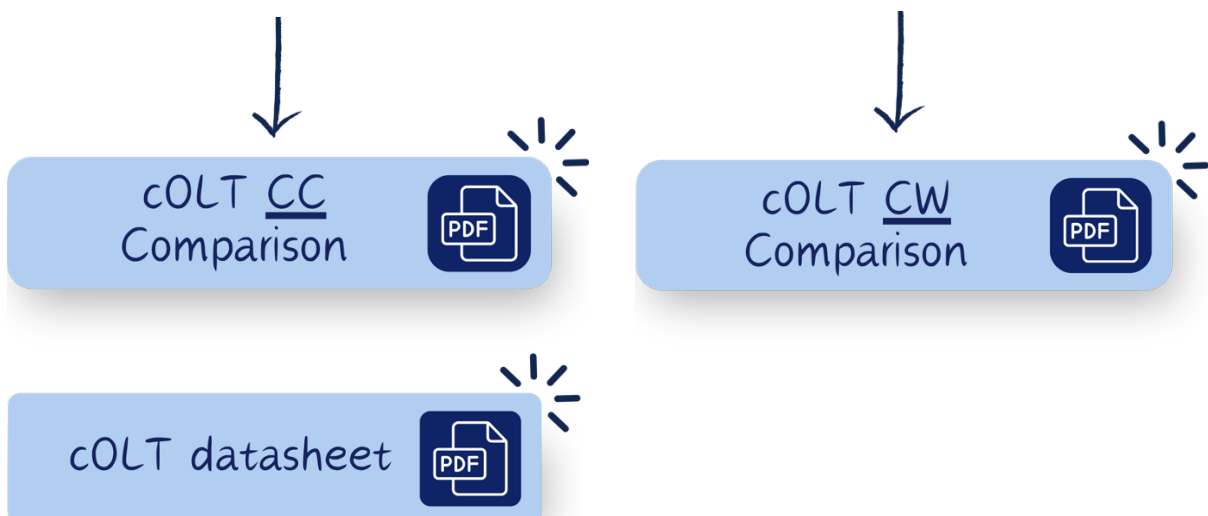 cOLT CC
Comparison
PDF
cOLT CW
Comparison
PDF
cOLT datasheet
PDF